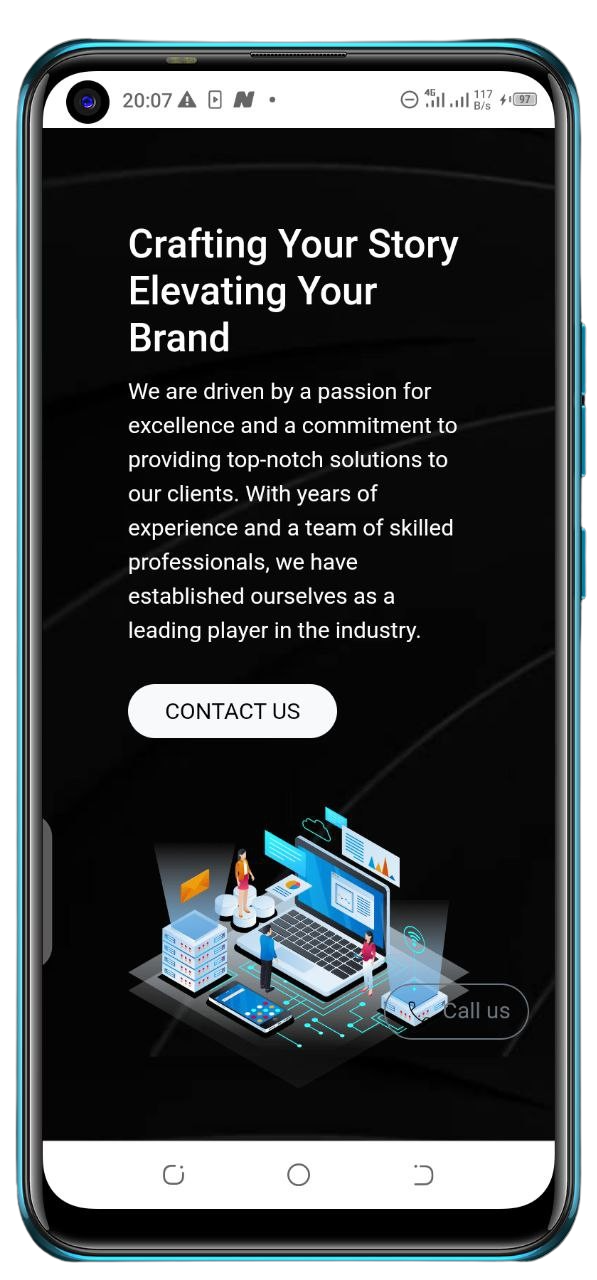 20:07
4G
117
B/s
97
Crafting Your Story
Elevating Your
Brand
We are driven by a passion for
excellence and a commitment to
providing top-notch solutions to
our clients. With years of
experience and a team of skilled
professionals, we have
established ourselves as a
leading player in the industry.
CONTACT US
Call us